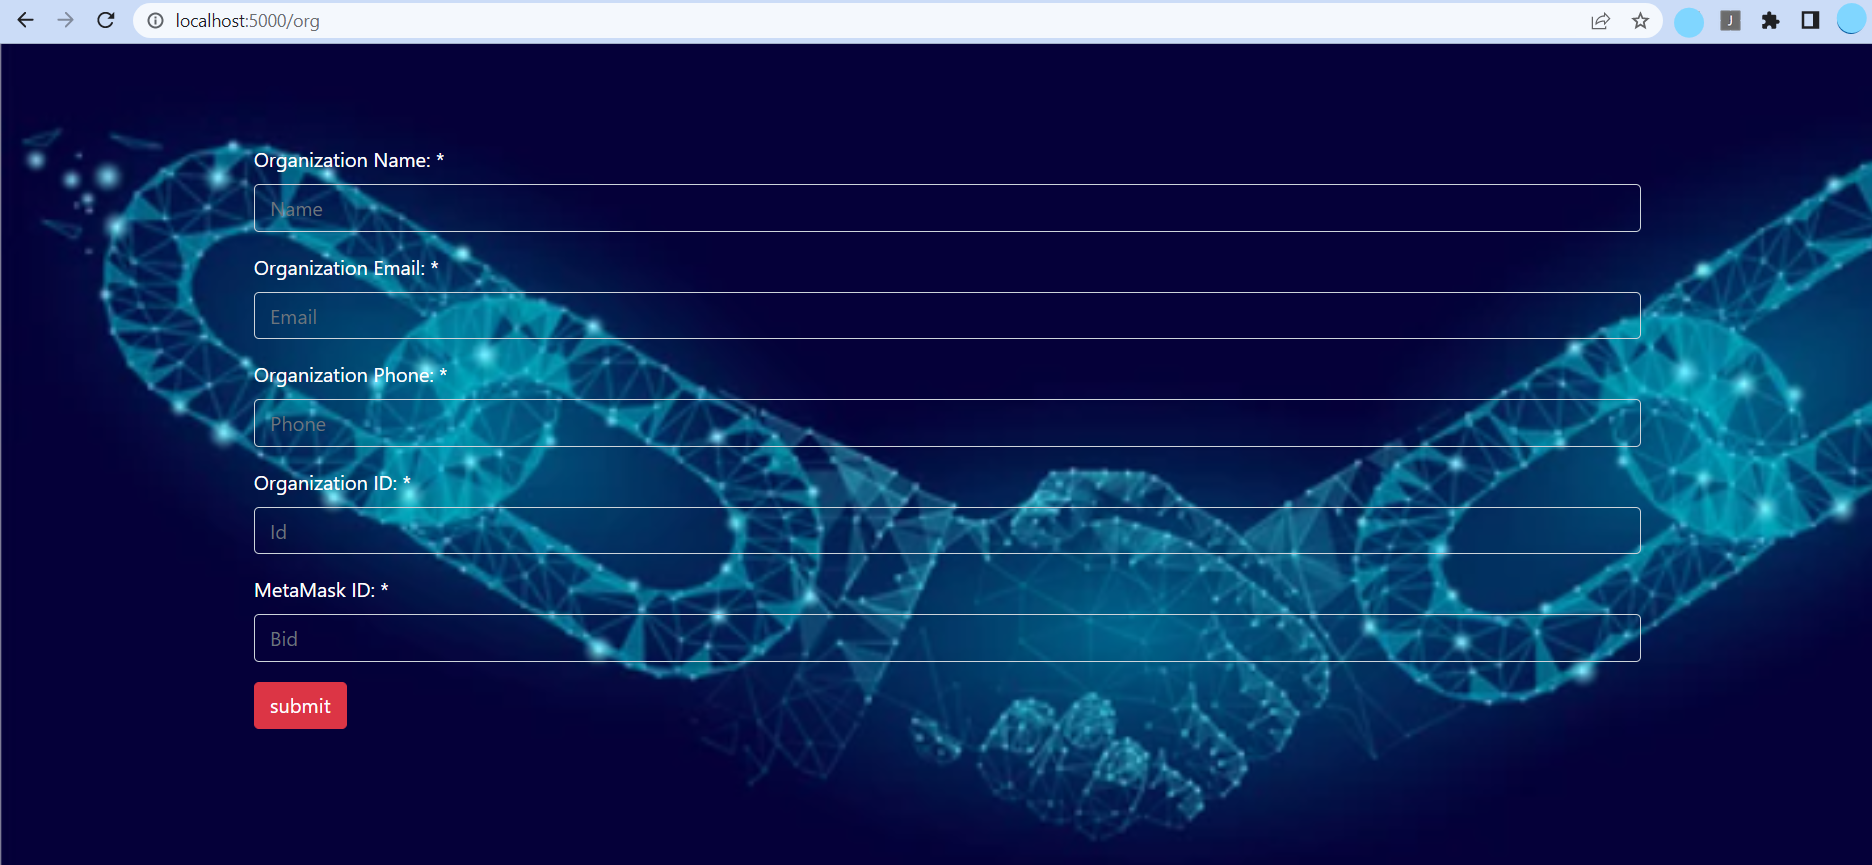 localhost:5000/org
J
Organization Name: *
Name
Organization Email: *
Email
Organization Phone: *
Phone
Organization ID: *
Id
MetaMask ID: *
Bid
submit